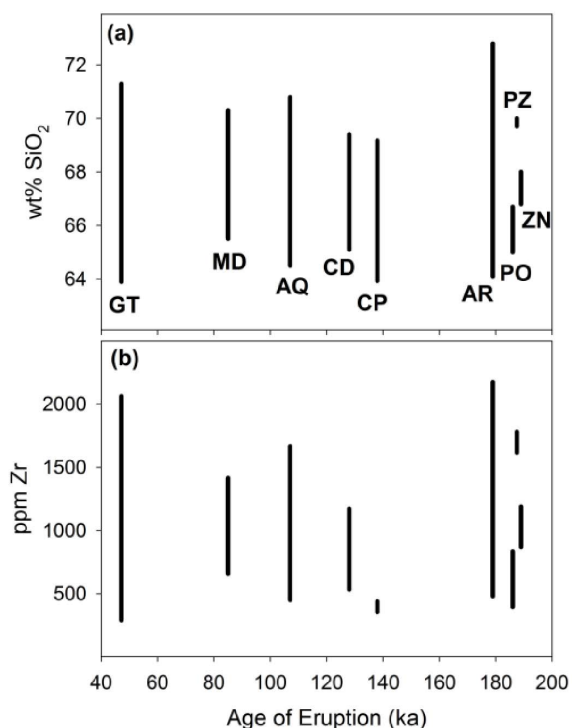 (a)
72
70
68
66
64
wt% SiO2
GT
MD
AQ
CD
CP
AR
PZ
ZN
PO
(b)
2000
1500
1000
500
ppm Zr
40 60 80 100 120 140 160 180 200
Age of Eruption (ka)